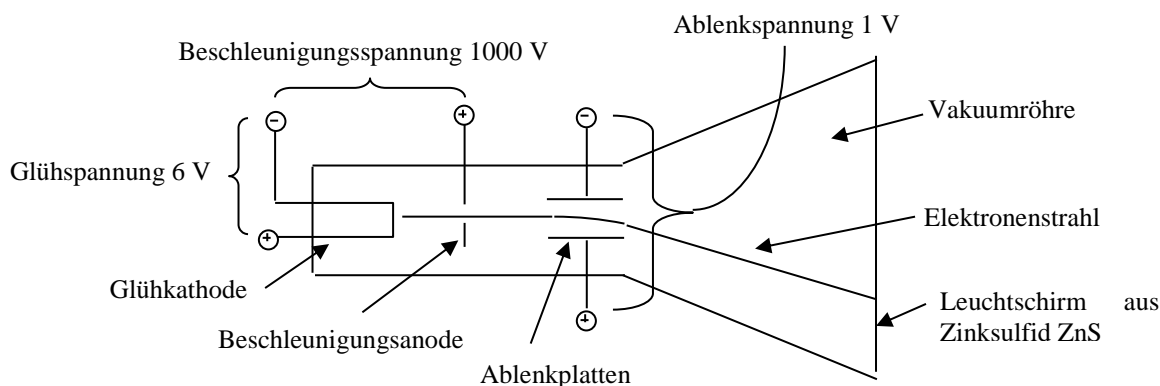 Ablenkspannung 1 V
Beschleunigungsspannung 1000 V
− + −
Vakuumröhre
Glühspannung 6 V
Elektronenstrahl
+
Glühkathode
Leuchtschirm aus
Zinksulfid ZnS
+
Beschleunigungsanode
Ablenkplatten